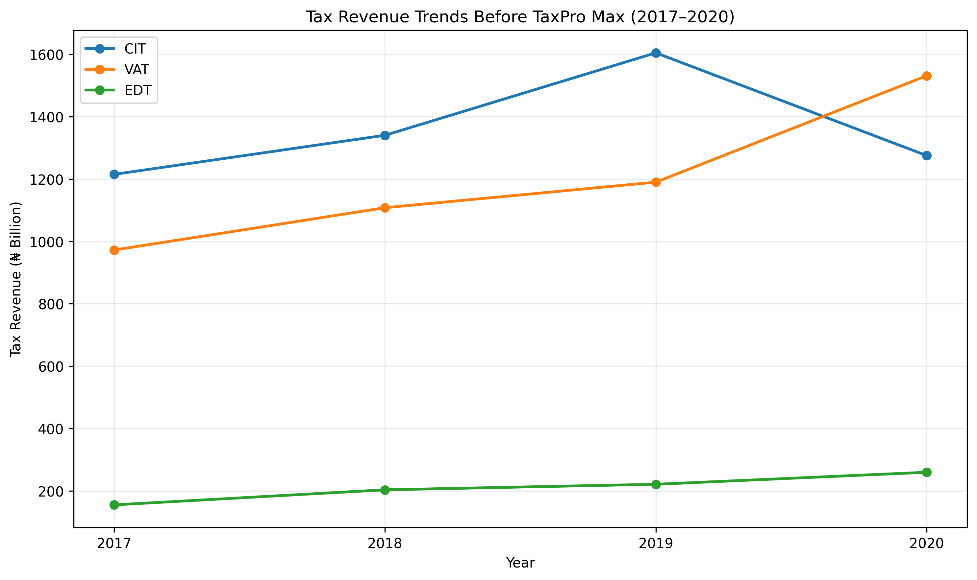 Tax Revenue Trends Before TaxPro Max (2017–2020)
CIT
VAT
EDT
1600
1400
1200
1000
800
600
400
200
Tax Revenue (₦ Billion)
2017 2018 2019 2020
Year